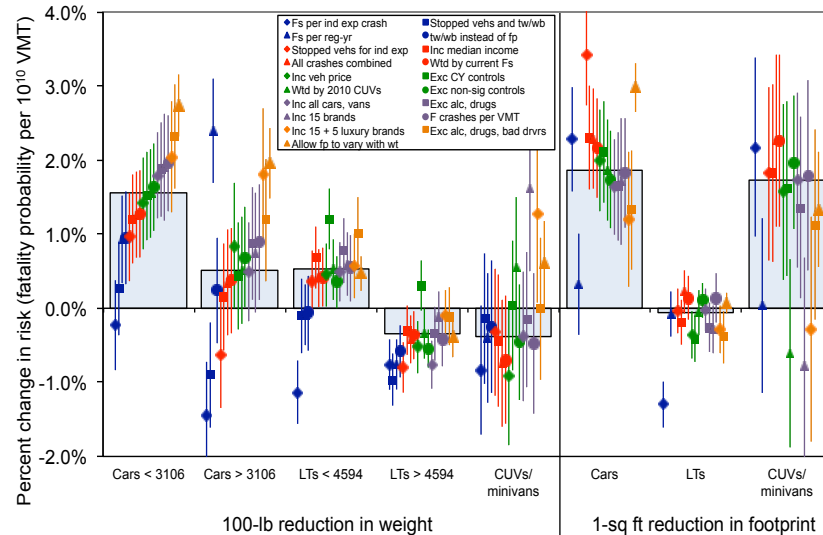 Percent change in risk (fatality probability per 10¹⁰ VMT)
4.0%
3.0%
2.0%
1.0%
0.0%
-1.0%
-2.0%
Fs per ind exp crash
Stopped vehs and tw/wb
Fs per reg-yr
tw/wb instead of fp
Stopped vehs for ind exp
Inc median income
All crashes combined
Wtd by current Fs
Inc veh price
Exc CY controls
Wtd by 2010 CUVs
Exc non-sig controls
Inc all cars, vans
Exc alc, drugs
Inc 15 brands
F crashes per VMT
Inc 15 + 5 luxury brands
Exc alc, drugs, bad drvrs
Allow fp to vary with wt
Cars < 3106
Cars > 3106
LTs < 4594
LTs > 4594
CUVs/
minivans
Cars
LTs
CUVs/
minivans
100-lb reduction in weight
1-sq ft reduction in footprint